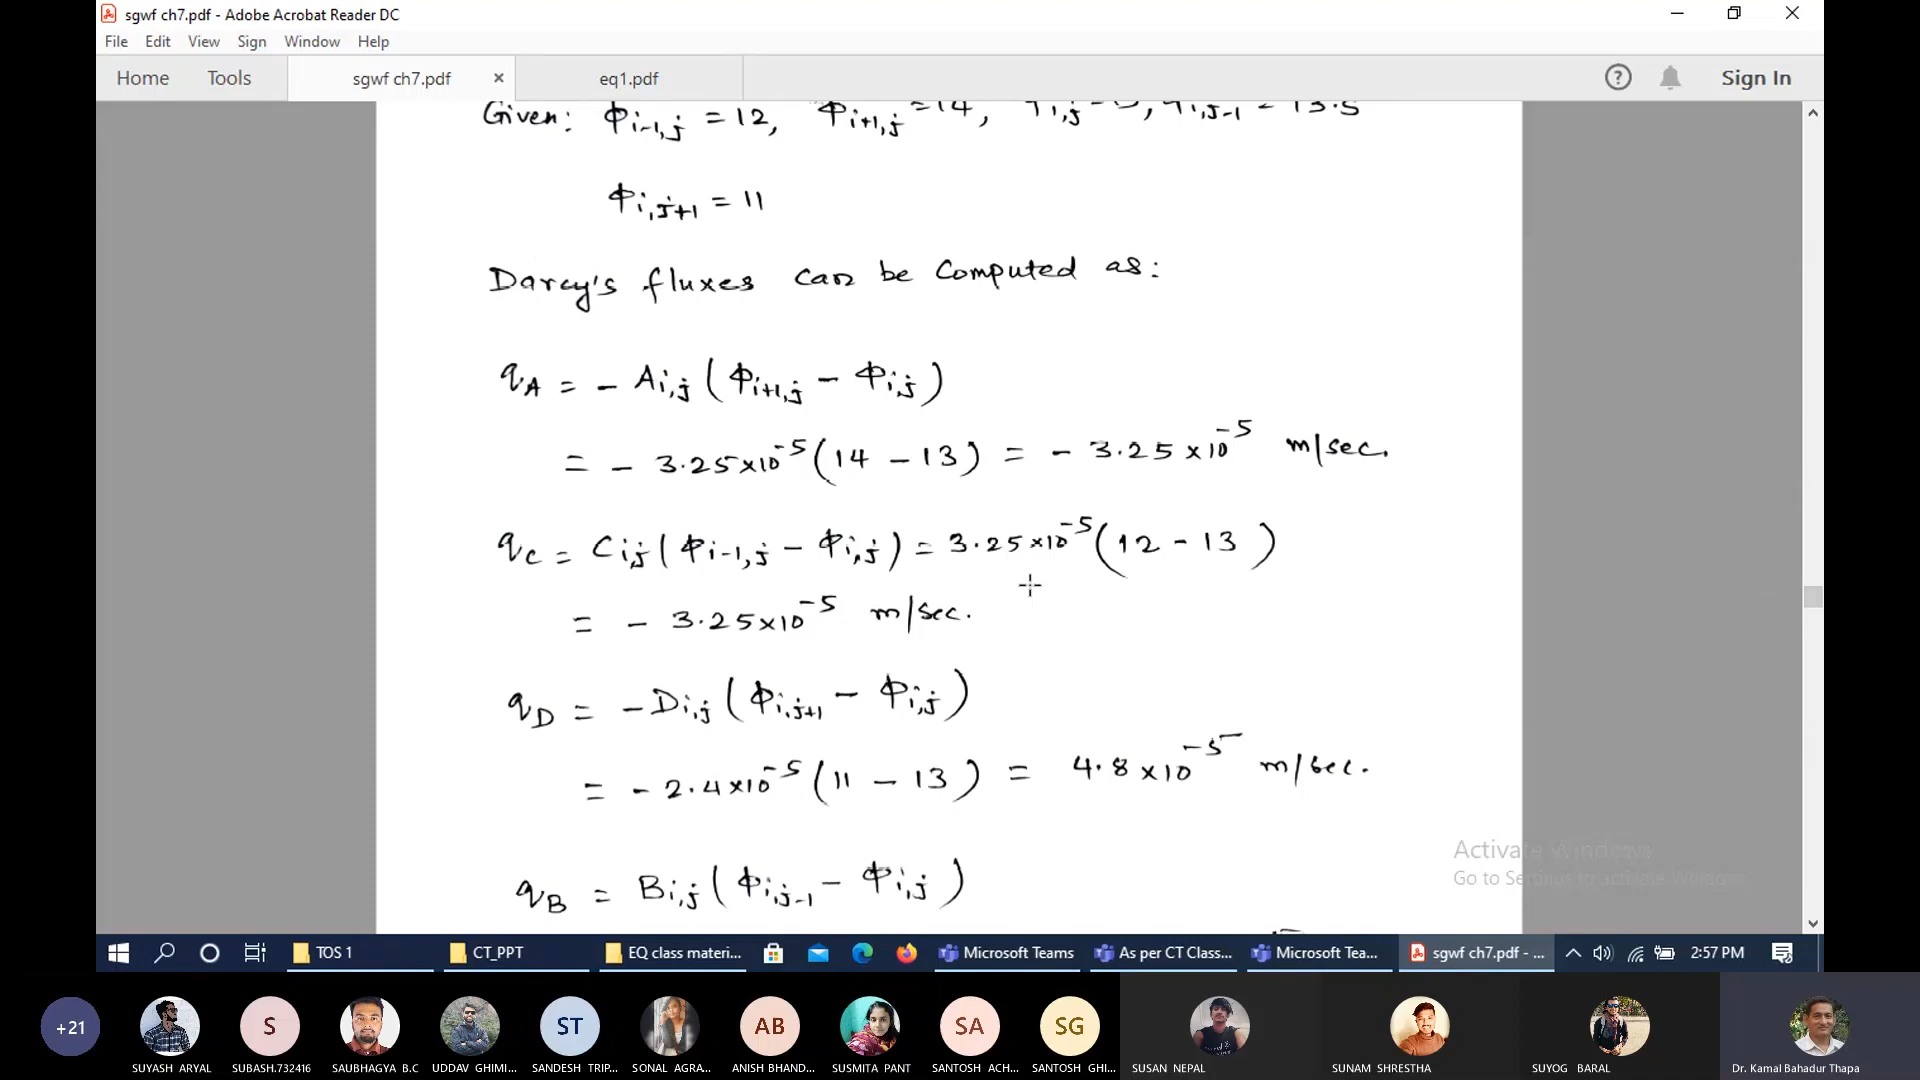 sgwf ch7.pdf - Adobe Acrobat Reader DC
File Edit View Sign Window Help
Home Tools sgwf ch7.pdf × eq1.pdf Sign In
Given: Φi-1,j = 12, Φi+1,j = 14,
Φi,j+1 = 11
Darcy's fluxes can be computed as:
qA = - Ai,j (Φi+1,j - Φi,j)
= - 3.25×10^-5 (14 - 13) = - 3.25×10^-5 m/sec.
qC = Ci,j (Φi-1,j - Φi,j) = 3.25×10^-5 (12 - 13)
= - 3.25×10^-5 m/sec.
qD = -Di,j (Φi,j+1 - Φi,j)
= - 2.4×10^-5 (11 - 13) = 4.8×10^-5 m/sec.
Activate Windows
Go to Settings to activate Windows.
qB = Bi,j (Φi,j-1 - Φi,j)
TOS 1 CT_PPT EQ class materi... Microsoft Teams As per CT Class... Microsoft Tea... sgwf ch7.pdf - ... 2:57 PM
+21 S ST AB SA SG
SUYASH ARYAL SUBASH.732416 SAUBHAGYA B.C UDDAV GHIMI... SANDESH TRIP... SONAL AGRA... ANISH BHAND... SUSMITA PANT SANTOSH ACH... SANTOSH GHI... SUSAN NEPAL SUNAM SHRESTHA SUYOG BARAL Dr. Kamal Bahadur Thapa